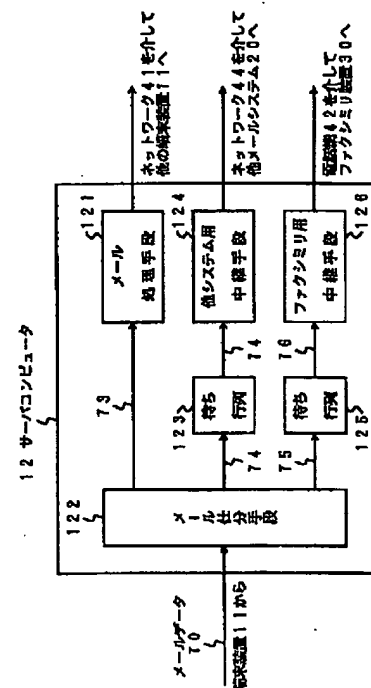 12 サーバコンピュータ
メールデータ
70
端末装置11から
122
メール仕分手段
73
74
75
123
待ち
行列
125
待ち
行列
74
76
121
メール
処理手段
124
他システム用
中継手段
126
ファクシミリ用
中継手段
ネットワーク41を介して
他の端末装置11へ
ネットワーク44を介して
他メールシステム20へ
電話網42を介して
ファクシミリ装置30へ